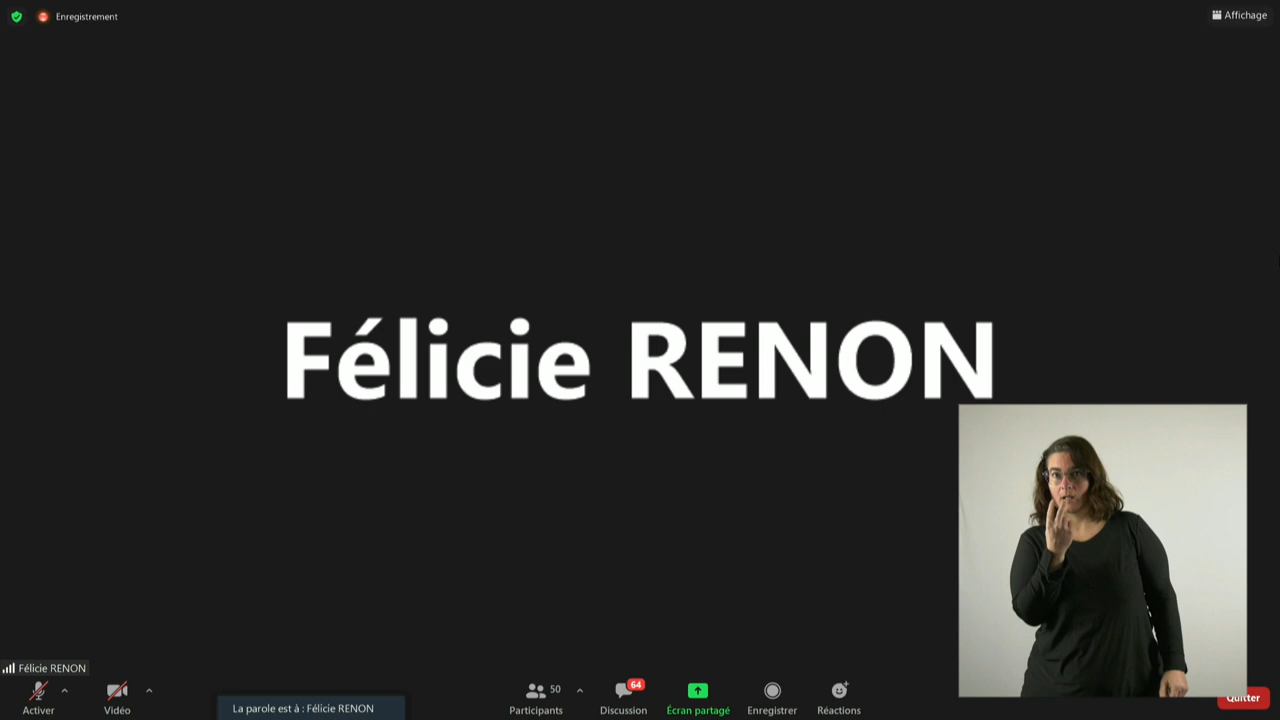 Enregistrement
Affichage
Félicie RENON
Félicie RENON
Activer
Vidéo
La parole est à : Félicie RENON
50
Participants
64
Discussion
Écran partagé
Enregistrer
Réactions
Quitter